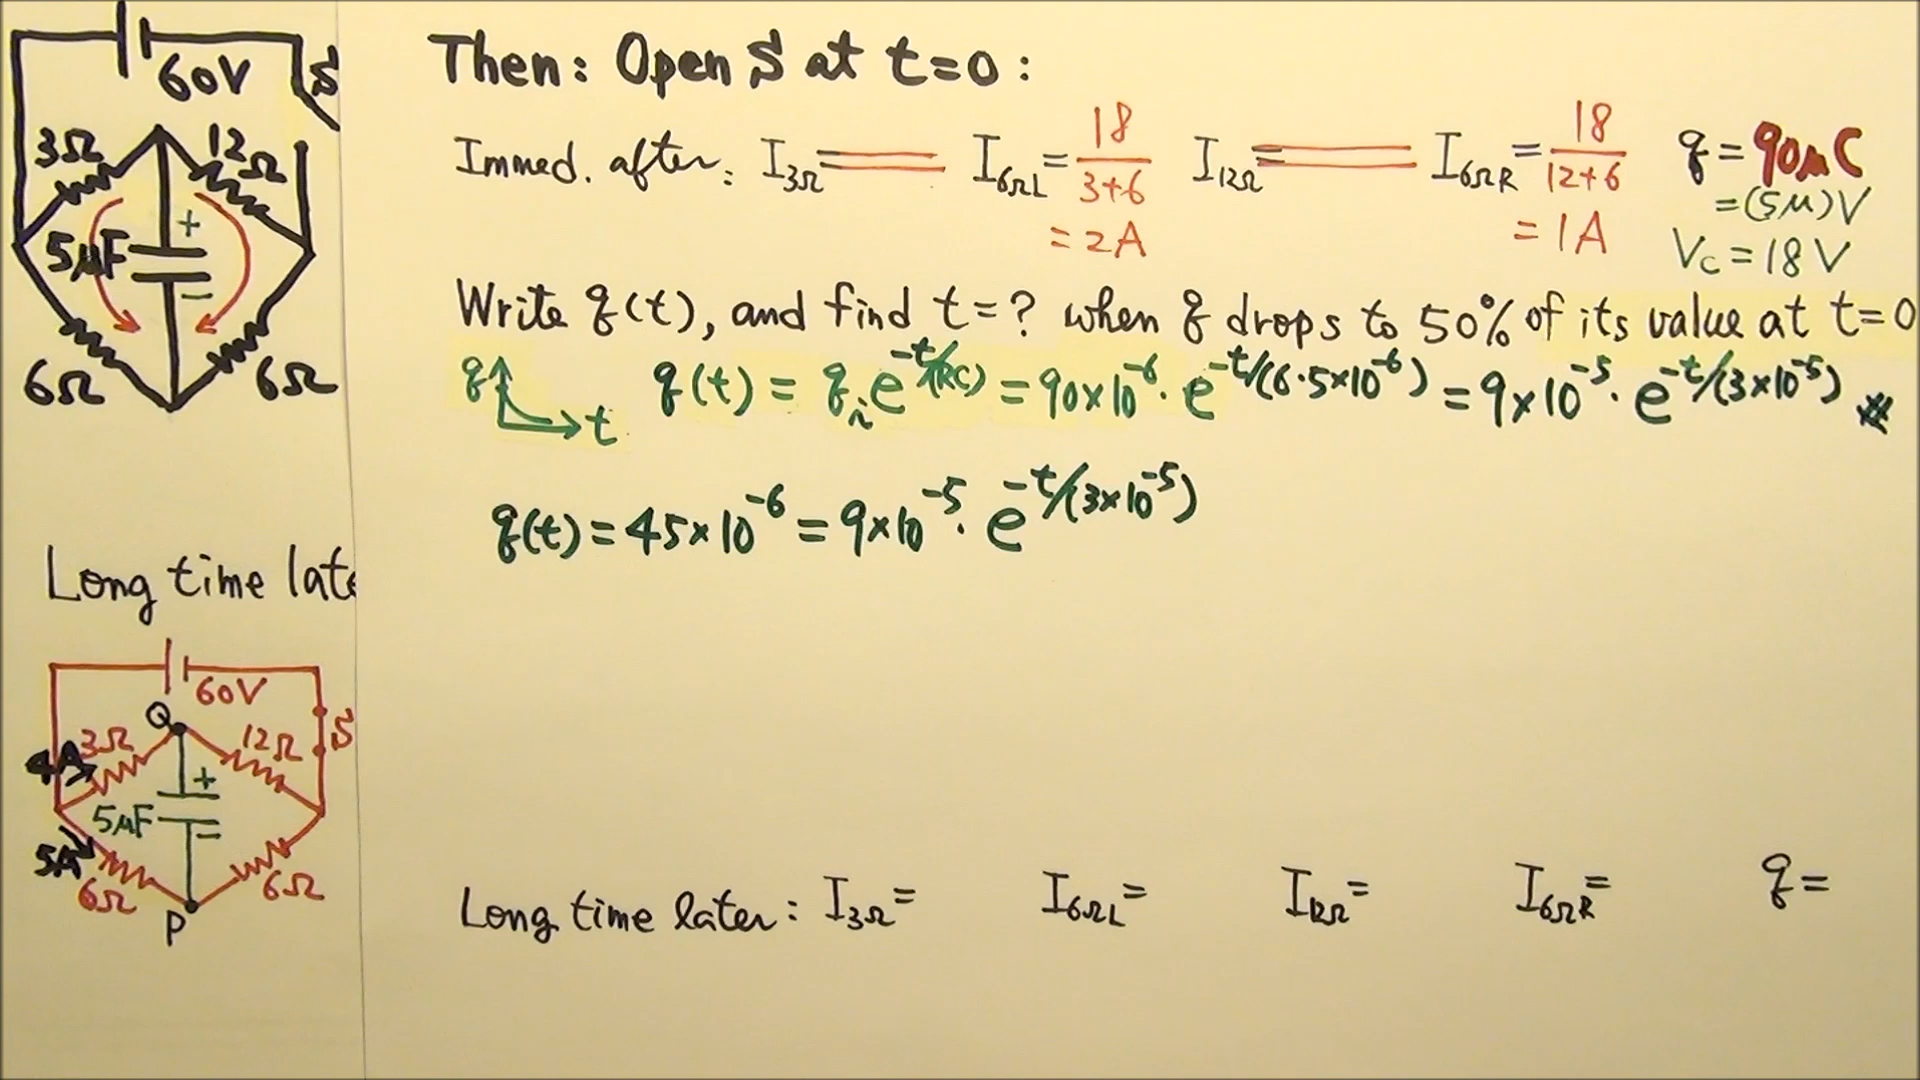 60V
S
3Ω
12Ω
5μF
+
−
6Ω
6Ω
Then: Open S at t=0:
Immed. after: I3Ω = I6ΩL = 18/(3+6) I12Ω = I6ΩR = 18/(12+6) q = 90μC
= 2A = 1A = (5μ)V
Vc = 18V
Write q(t), and find t=? when q drops to 50% of its value at t=0
q t q(t) = qi e^-t/(RC) = 90×10^-6 · e^-t/(6·5×10^-6) = 9×10^-5 · e^-t/(3×10^-5)
q(t) = 45×10^-6 = 9×10^-5 · e^-t/(3×10^-5)
Long time late
60V
Q
S
3Ω
12Ω
4A
+
5μF
−
5A
6Ω
6Ω
P
Long time later: I3Ω = I6ΩL = I12Ω = I6ΩR = q =